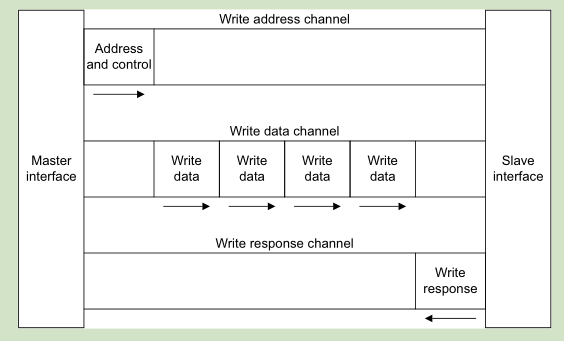 Write address channel
Address
and control
Write data channel
Master
interface
Write
data
Write
data
Write
data
Write
data
Slave
interface
Write response channel
Write
response